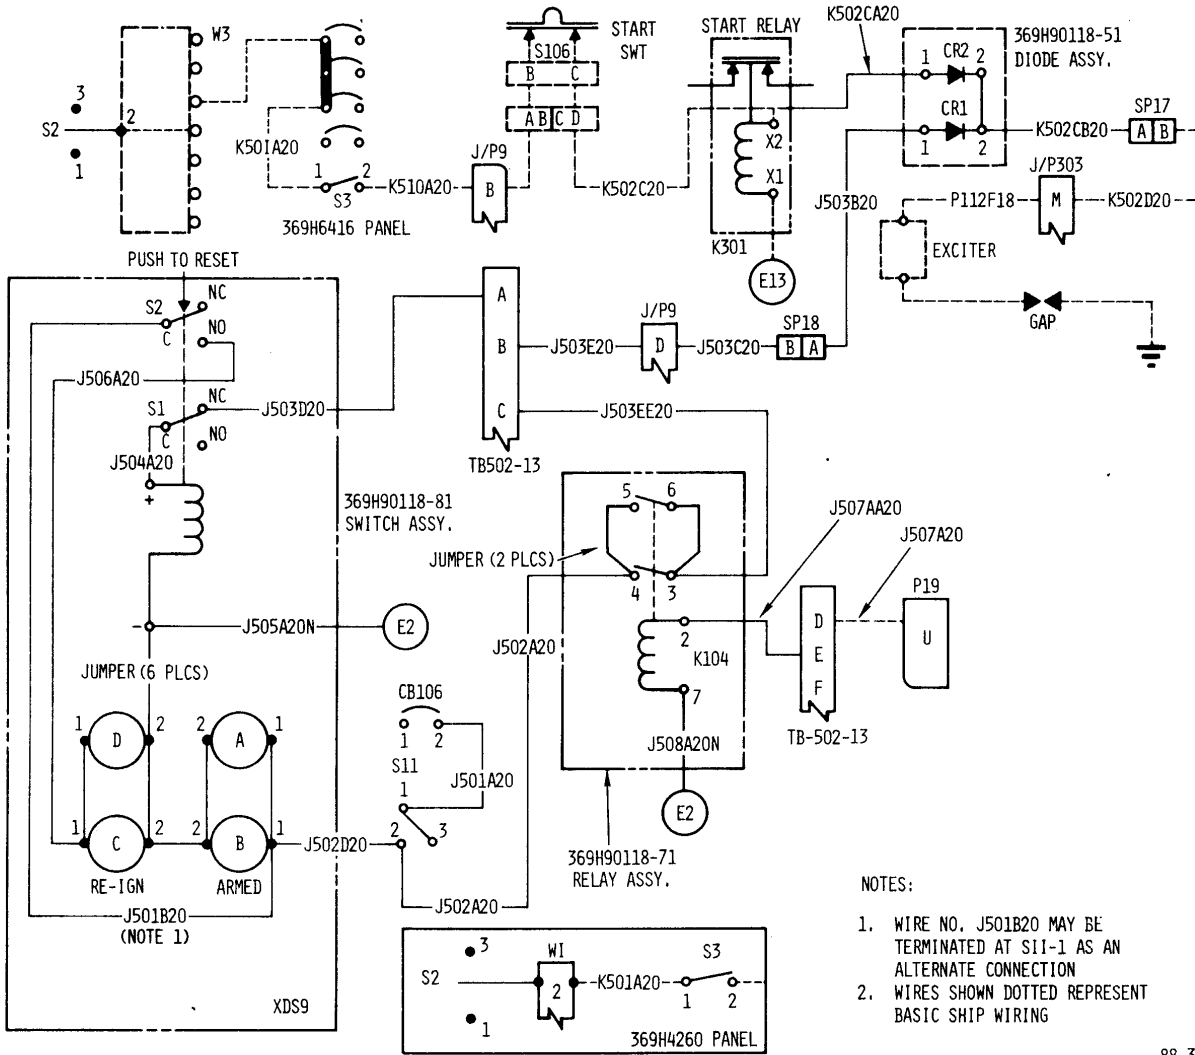 K502CA20
W3
START RELAY
START
SWT
369H90118-51
DIODE ASSY.
S106
B C
1 CR2 2
3
S2
2
1
A B C D
CR1
1 2
SP17
A B
K502CB20
K501A20
J/P9
X2
X1
J/P303
1 2
S3
K510A20
B
K502C20
J503B20
P112F18
M
K502D20
369H6416 PANEL
K301
EXCITER
PUSH TO RESET
E13
GAP
NC
S2
C
NO
A
B
C
J/P9
SP18
J503E20
D
J503C20
B A
J506A20
NC
S1
C
NO
J503D20
J503EE20
J504A20
TB502-13
+
369H90118-81
SWITCH ASSY.
5 6
J507AA20
J507A20
JUMPER (2 PLCS)
4 3
P19
-
J505A20N
E2
J502A20
2
K104
D
E
F
U
JUMPER (6 PLCS)
CB106
7
1 D 2
2 A 1
1 2
J508A20N
TB-502-13
S11
J501A20
1
E2
1 C 2
2 B 1
J502D20
2 3
RE-IGN
ARMED
369H90118-71
RELAY ASSY.
J502A20
J501B20
(NOTE 1)
NOTES:
1. WIRE NO. J501B20 MAY BE
TERMINATED AT SII-1 AS AN
ALTERNATE CONNECTION
2. WIRES SHOWN DOTTED REPRESENT
BASIC SHIP WIRING
3
S2
1
WI
2
K501A20
S3
1 2
369H4260 PANEL
XDS9